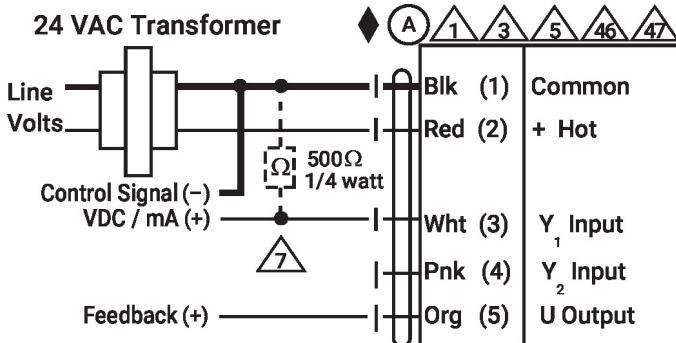 24 VAC Transformer
A 1 3 5 46 47
Line
Volts
Blk (1) Common
Red (2) + Hot
Ω 500Ω
1/4 watt
Control Signal (–)
VDC / mA (+)
Wht (3) Y1 Input
7
Pnk (4) Y2 Input
Feedback (+)
Org (5) U Output